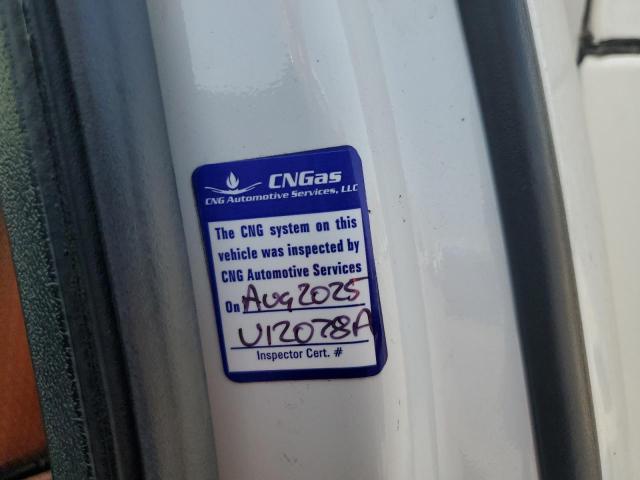 CNGas
CNG Automotive Services, LLC
The CNG system on this
vehicle was inspected by
CNG Automotive Services
On Aug 2025
U12078A
Inspector Cert. #